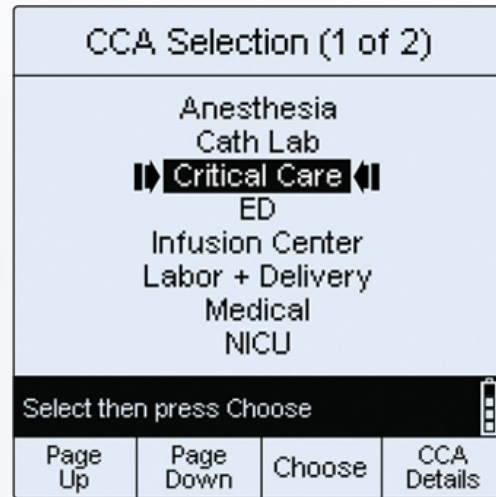 CCA Selection (1 of 2)
Anesthesia
Cath Lab
Critical Care
ED
Infusion Center
Labor + Delivery
Medical
NICU
Select then press Choose
Page Up
Page Down
Choose
CCA Details